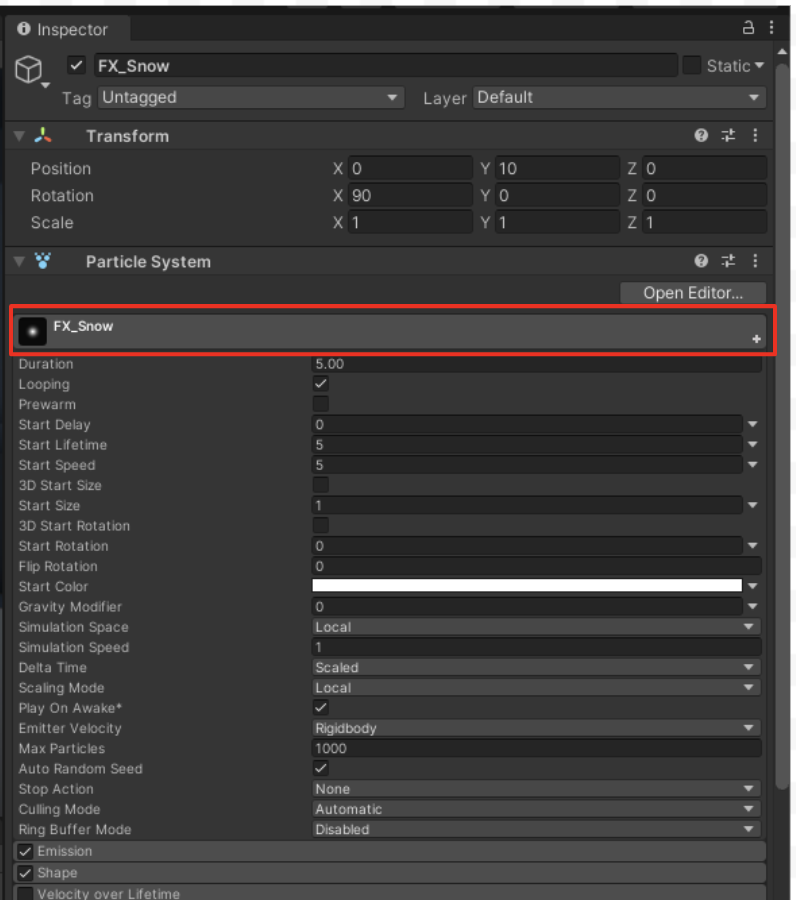 Inspector
FX_Snow Static
Tag Untagged Layer Default
Transform
Position X 0 Y 10 Z 0
Rotation X 90 Y 0 Z 0
Scale X 1 Y 1 Z 1
Particle System
Open Editor...
FX_Snow
Duration 5.00
Looping
Prewarm
Start Delay 0
Start Lifetime 5
Start Speed 5
3D Start Size
Start Size 1
3D Start Rotation
Start Rotation 0
Flip Rotation 0
Start Color
Gravity Modifier 0
Simulation Space Local
Simulation Speed 1
Delta Time Scaled
Scaling Mode Local
Play On Awake*
Emitter Velocity Rigidbody
Max Particles 1000
Auto Random Seed
Stop Action None
Culling Mode Automatic
Ring Buffer Mode Disabled
Emission
Shape
Velocity over Lifetime